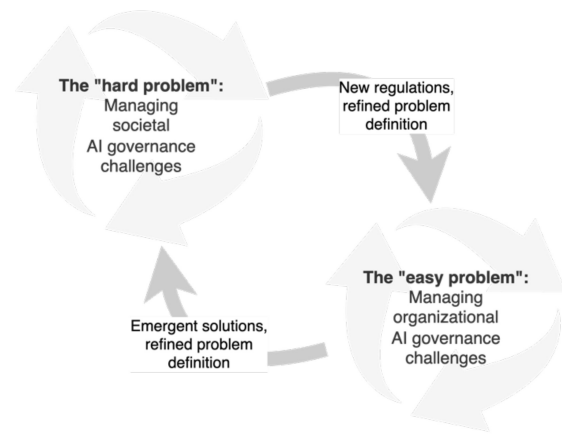 The "hard problem":
Managing
societal
AI governance
challenges
New regulations,
refined problem
definition
The "easy problem":
Managing
organizational
AI governance
challenges
Emergent solutions,
refined problem
definition